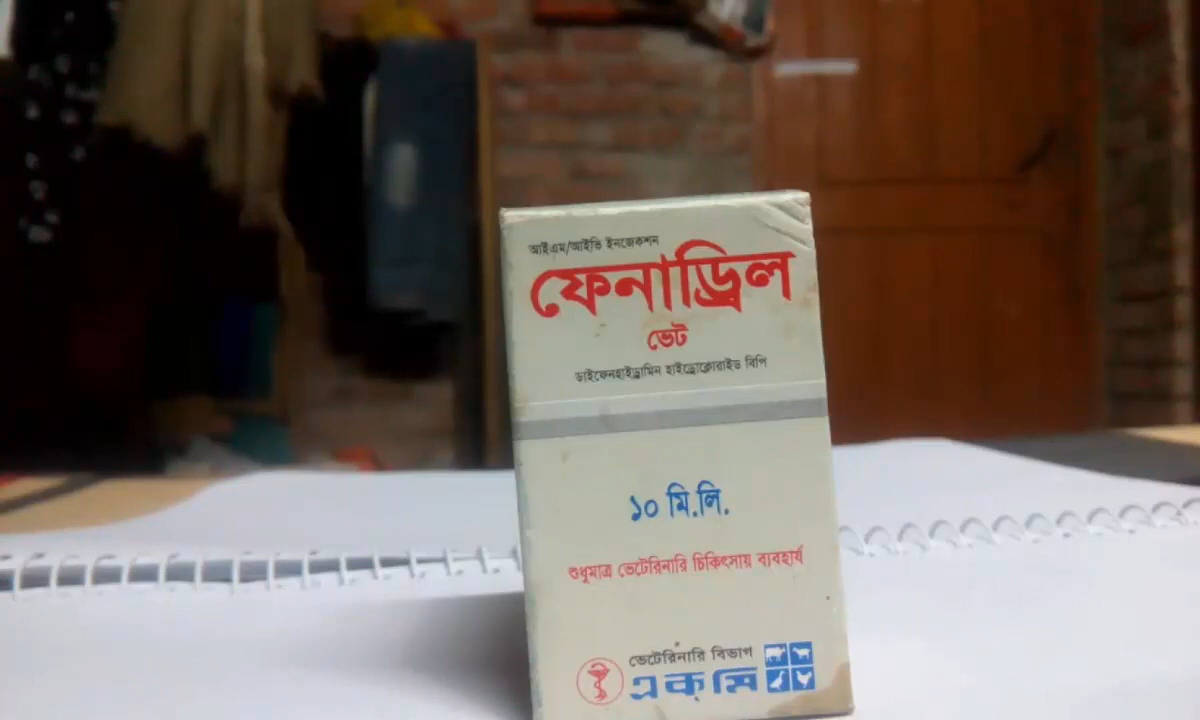 আইএম/আইভি ইনজেকশন
ফেনাড্রিল
ভেট
ডাইফেনহাইড্রামিন হাইড্রোক্লোরাইড বিপি
১০ মি.লি.
শুধুমাত্র ভেটেরিনারি চিকিৎসায় ব্যবহার্য
ভেটেরিনারি বিভাগ
একমি